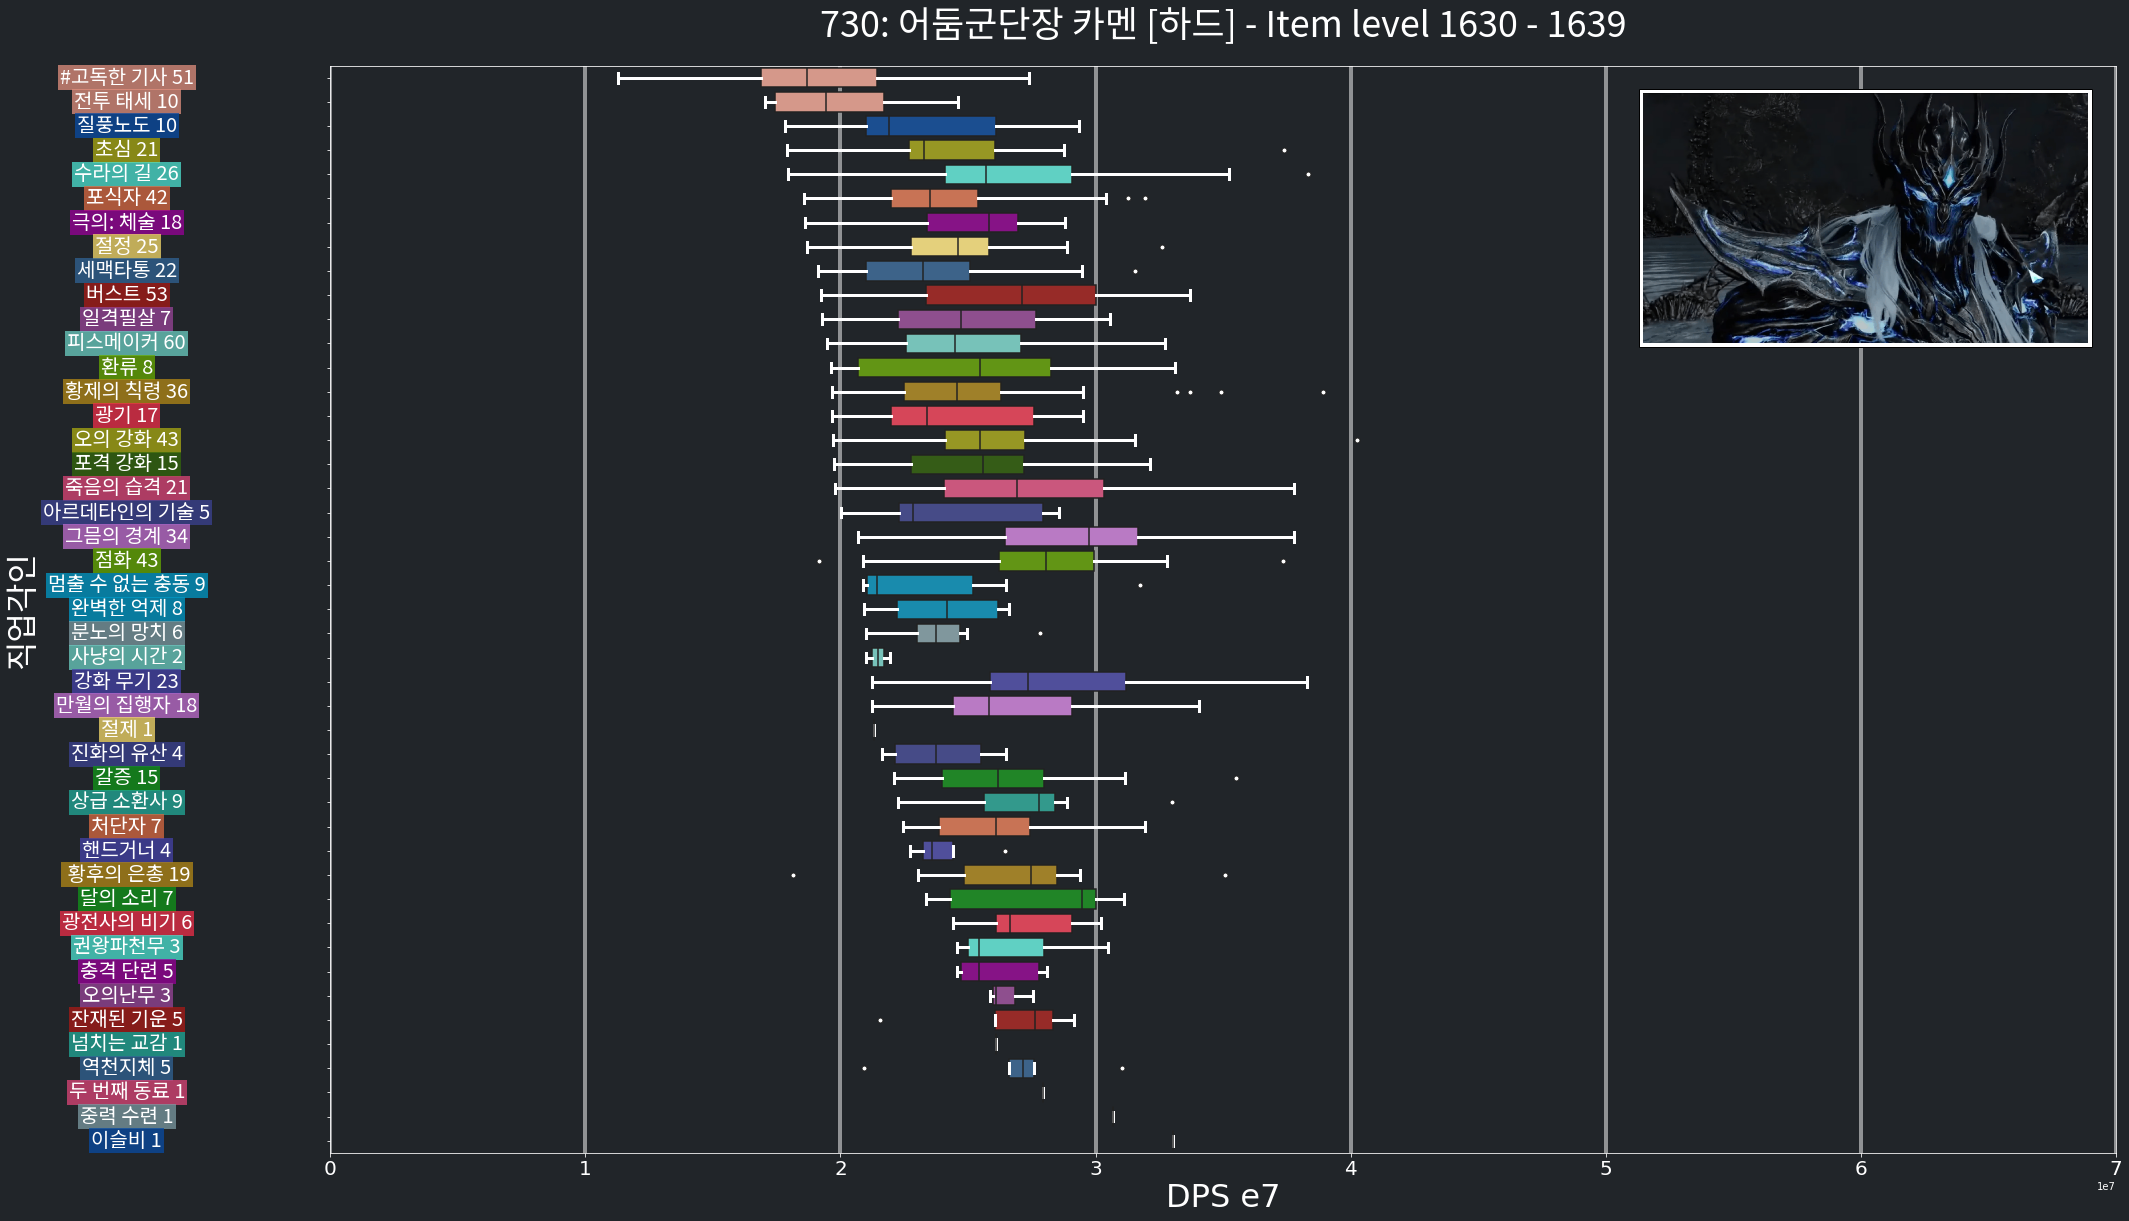 730: 어둠군단장 카멘 [하드] - Item level 1630 - 1639
직업각인
#고독한 기사 51
전투 태세 10
질풍노도 10
초심 21
수라의 길 26
포식자 42
극의: 체술 18
절정 25
세맥타통 22
버스트 53
일격필살 7
피스메이커 60
환류 8
황제의 칙령 36
광기 17
오의 강화 43
포격 강화 15
죽음의 습격 21
아르데타인의 기술 5
그믐의 경계 34
점화 43
멈출 수 없는 충동 9
완벽한 억제 8
분노의 망치 6
사냥의 시간 2
강화 무기 23
만월의 집행자 18
절제 1
진화의 유산 4
갈증 15
상급 소환사 9
처단자 7
핸드거너 4
황후의 은총 19
달의 소리 7
광전사의 비기 6
권왕파천무 3
충격 단련 5
오의난무 3
잔재된 기운 5
넘치는 교감 1
역천지체 5
두 번째 동료 1
중력 수련 1
이슬비 1
0 1 2 3 4 5 6 7
1e7
DPS e7